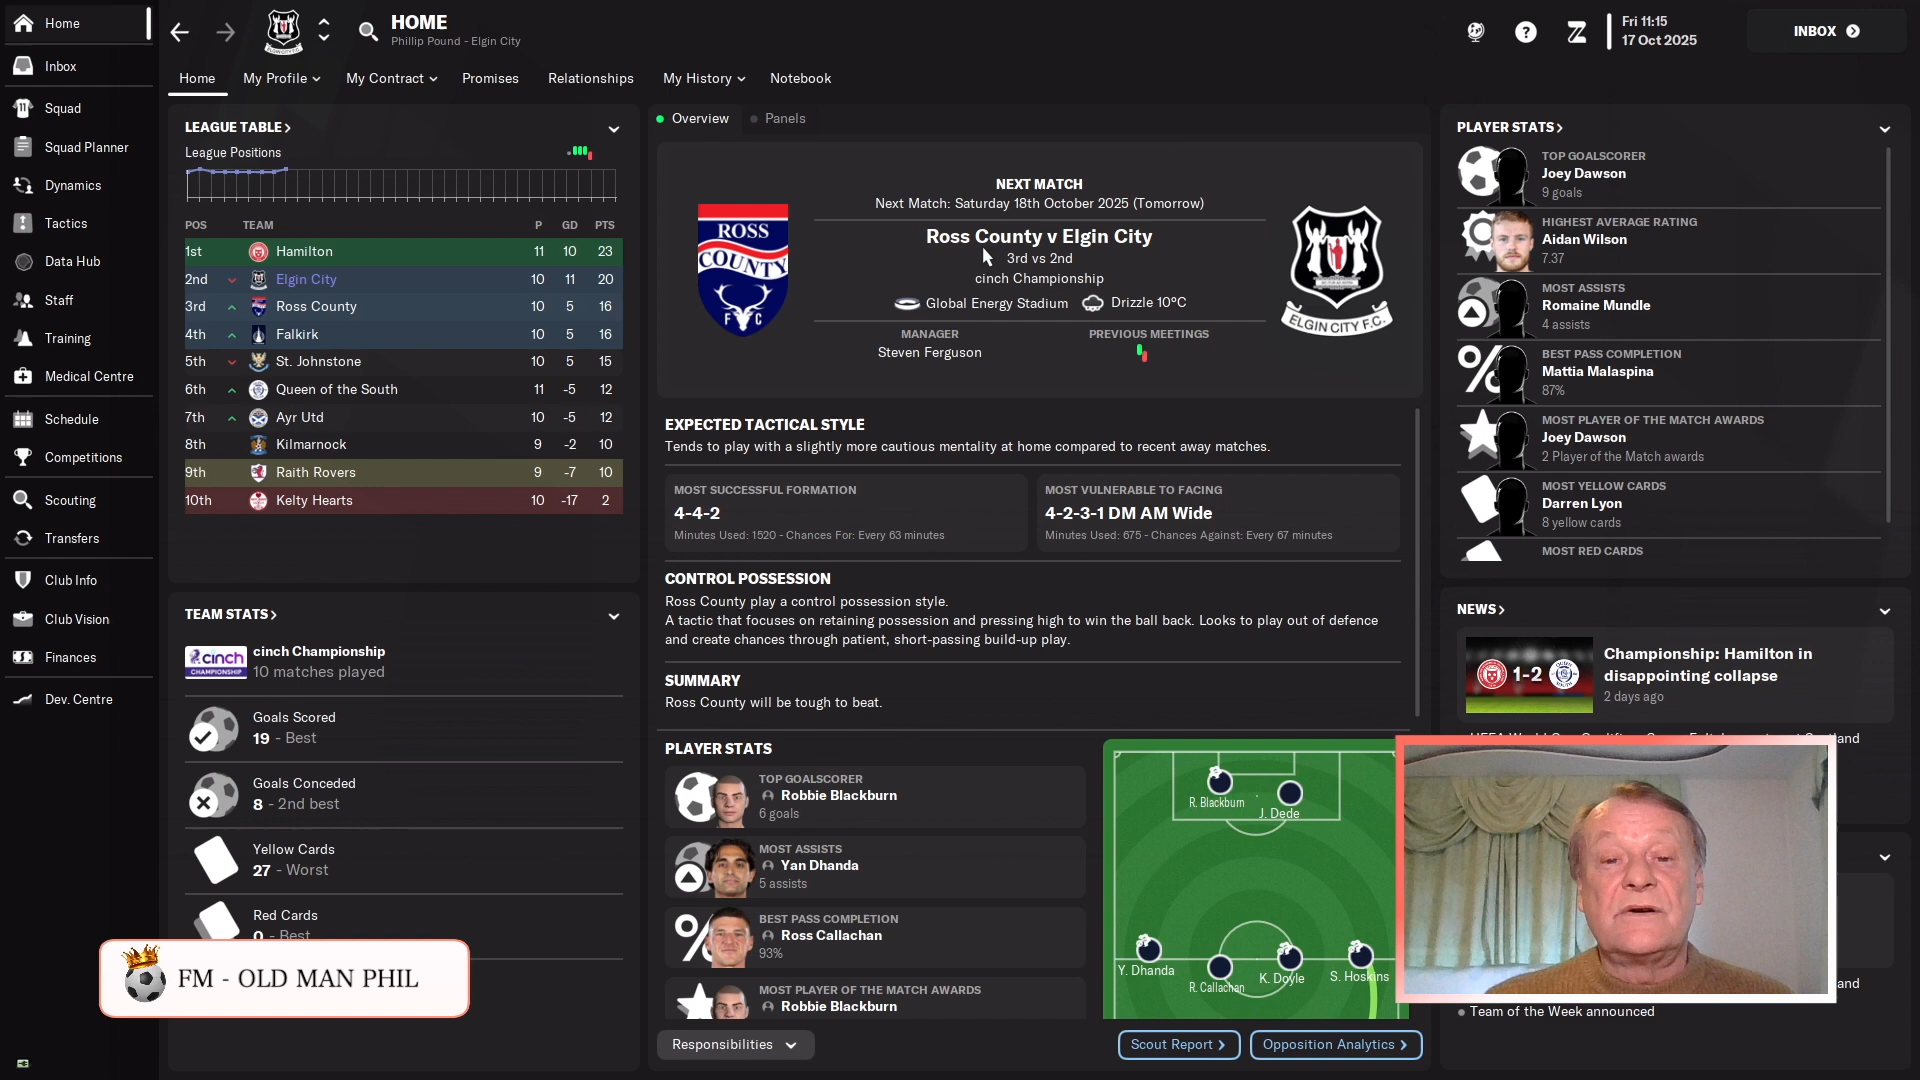 Home
Inbox
Squad
Squad Planner
Dynamics
Tactics
Data Hub
Staff
Training
Medical Centre
Schedule
Competitions
Scouting
Transfers
Club Info
Club Vision
Finances
Dev. Centre
ELGIN CITY F.C.
HOME
Phillip Pound - Elgin City
Fri 11:15
17 Oct 2025
INBOX
Home My Profile My Contract Promises Relationships My History Notebook
LEAGUE TABLE
League Positions
POS TEAM P GD PTS
1st Hamilton 11 10 23
2nd Elgin City 10 11 20
3rd Ross County 10 5 16
4th Falkirk 10 5 16
5th St. Johnstone 10 5 15
6th Queen of the South 11 -5 12
7th Ayr Utd 10 -5 12
8th Kilmarnock 9 -2 10
9th Raith Rovers 9 -7 10
10th Kelty Hearts 10 -17 2
TEAM STATS
cinch
CHAMPIONSHIP
cinch Championship
10 matches played
Goals Scored
19 - Best
Goals Conceded
8 - 2nd best
Yellow Cards
27 - Worst
Red Cards
0 - Best
FM - OLD MAN PHIL
Overview Panels
ROSS
COUNTY
F C
NEXT MATCH
Next Match: Saturday 18th October 2025 (Tomorrow)
Ross County v Elgin City
3rd vs 2nd
cinch Championship
Global Energy Stadium Drizzle 10°C
MANAGER
Steven Ferguson
PREVIOUS MEETINGS
ELGIN CITY F.C.
EXPECTED TACTICAL STYLE
Tends to play with a slightly more cautious mentality at home compared to recent away matches.
MOST SUCCESSFUL FORMATION
4-4-2
Minutes Used: 1520 - Chances For: Every 63 minutes
MOST VULNERABLE TO FACING
4-2-3-1 DM AM Wide
Minutes Used: 675 - Chances Against: Every 67 minutes
CONTROL POSSESSION
Ross County play a control possession style.
A tactic that focuses on retaining possession and pressing high to win the ball back. Looks to play out of defence
and create chances through patient, short-passing build-up play.
SUMMARY
Ross County will be tough to beat.
PLAYER STATS
TOP GOALSCORER
Robbie Blackburn
6 goals
MOST ASSISTS
Yan Dhanda
5 assists
BEST PASS COMPLETION
Ross Callachan
93%
MOST PLAYER OF THE MATCH AWARDS
Robbie Blackburn
R. Blackburn
J. Dede
Y. Dhanda
R. Callachan
K. Doyle
S. Hoskins
Responsibilities
Scout Report
Opposition Analytics
PLAYER STATS
TOP GOALSCORER
Joey Dawson
9 goals
HIGHEST AVERAGE RATING
Aidan Wilson
7.37
MOST ASSISTS
Romaine Mundle
4 assists
BEST PASS COMPLETION
Mattia Malaspina
87%
MOST PLAYER OF THE MATCH AWARDS
Joey Dawson
2 Player of the Match awards
MOST YELLOW CARDS
Darren Lyon
8 yellow cards
MOST RED CARDS
NEWS
1-2
Championship: Hamilton in
disappointing collapse
2 days ago
Team of the Week announced